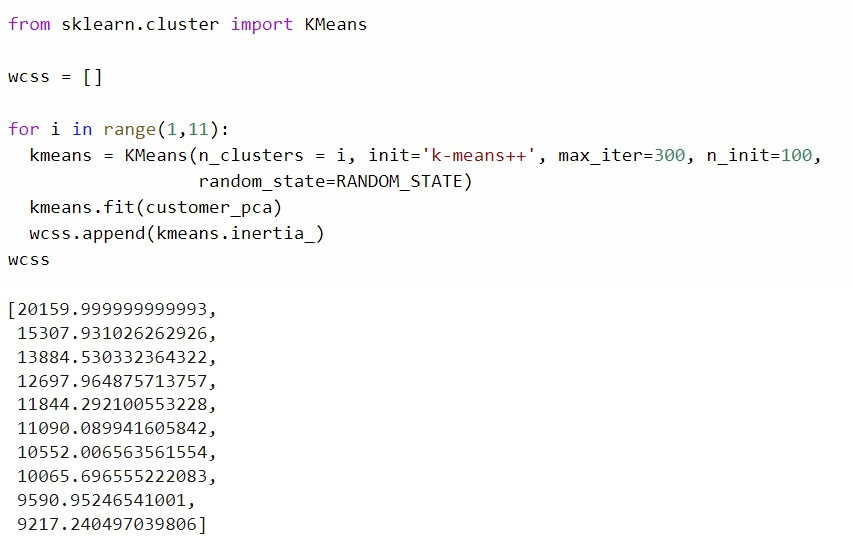 from sklearn.cluster import KMeans
wcss = []
for i in range(1,11):
kmeans = KMeans(n_clusters = i, init='k-means++', max_iter=300, n_init=100,
random_state=RANDOM_STATE)
kmeans.fit(customer_pca)
wcss.append(kmeans.inertia_)
wcss
[20159.999999999993,
15307.931026262926,
13884.530332364322,
12697.964875713757,
11844.292100553228,
11090.089941605842,
10552.006563561554,
10065.696555222083,
9590.95246541001,
9217.240497039806]